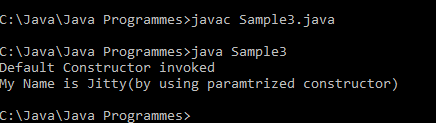 C:\Java\Java Programmes>javac Sample3.java
C:\Java\Java Programmes>java Sample3
Default Constructor invoked
My Name is Jitty(by using paramtrized constructor)
C:\Java\Java Programmes>